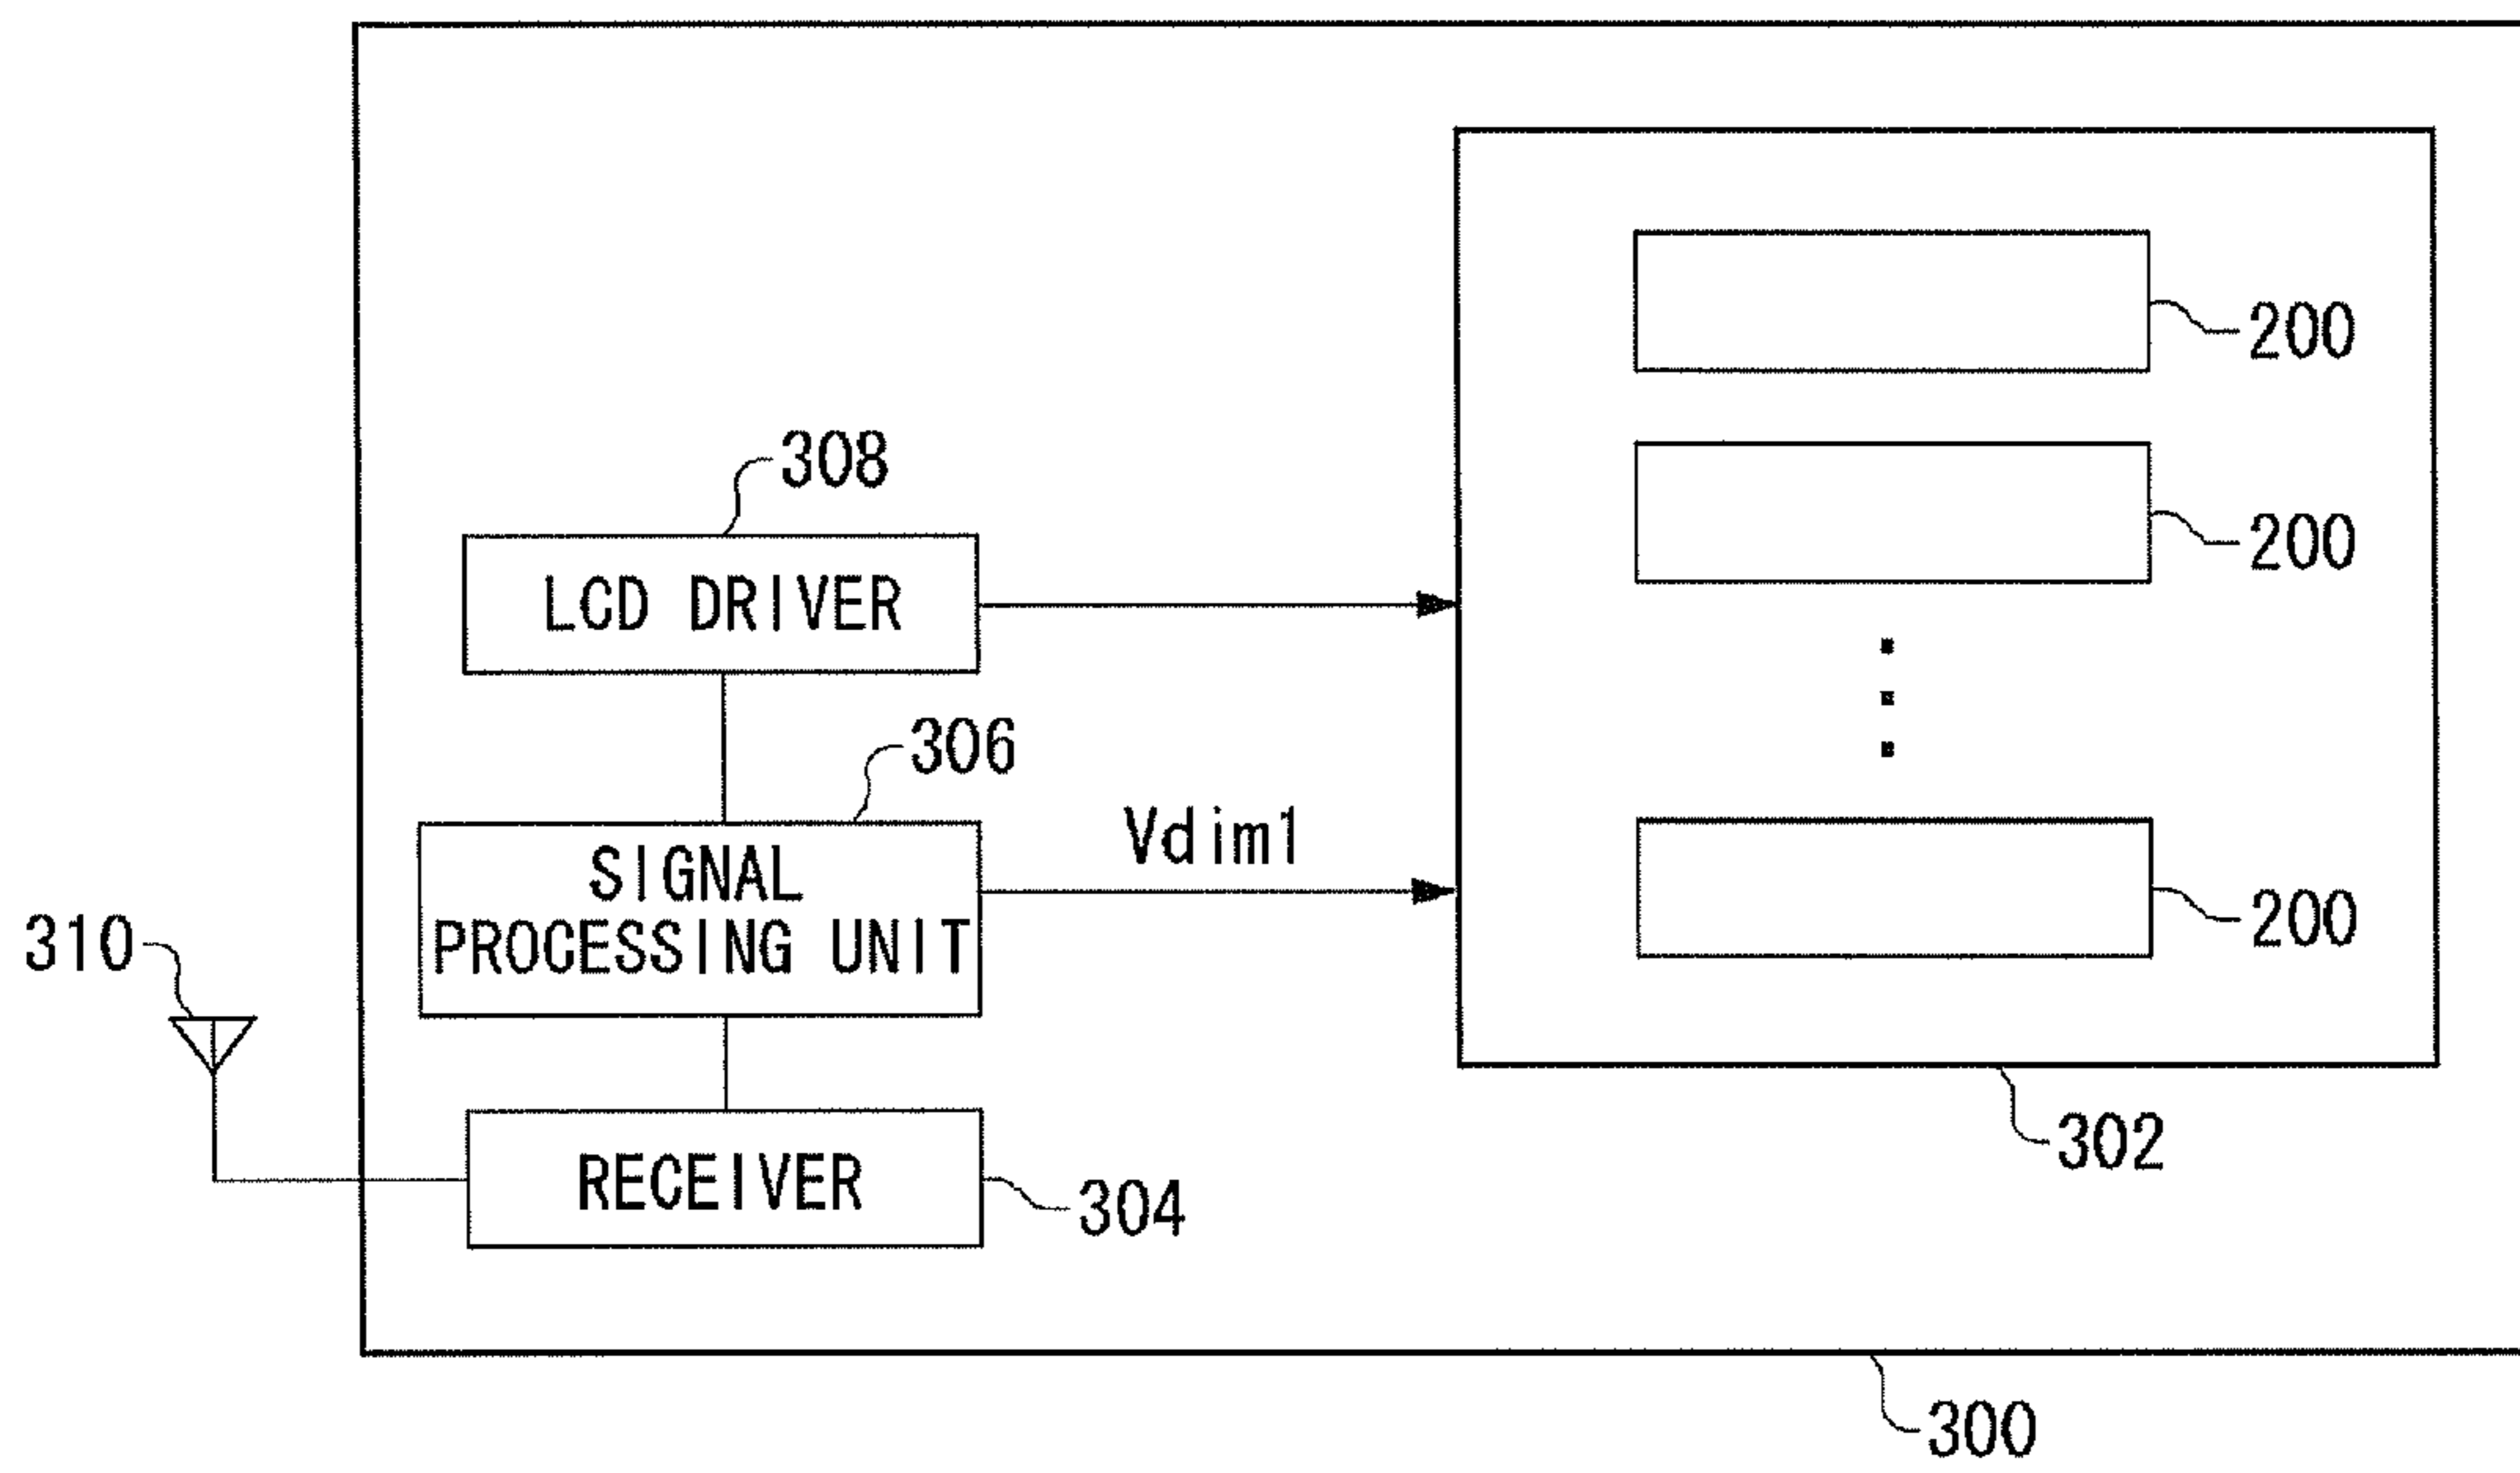 200
308
200
LCD DRIVER
306
Vdim1
SIGNAL
PROCESSING UNIT
310
200
302
RECEIVER
304
300